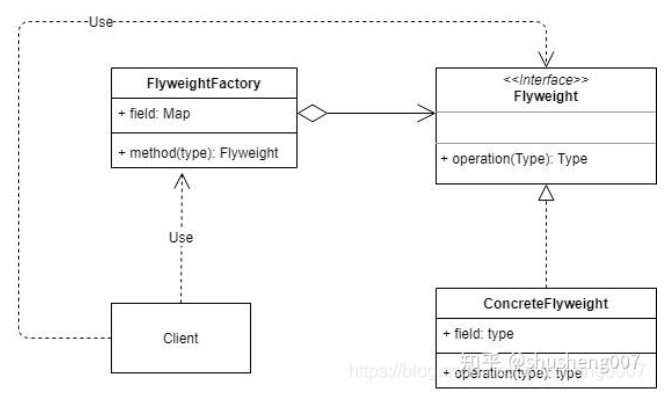 Use
FlyweightFactory
+ field: Map
+ method(type): Flyweight
<<Interface>>
Flyweight
+ operation(Type): Type
Use
Client
ConcreteFlyweight
+ field: type
+ operation(type): type
知乎 @shusheng007